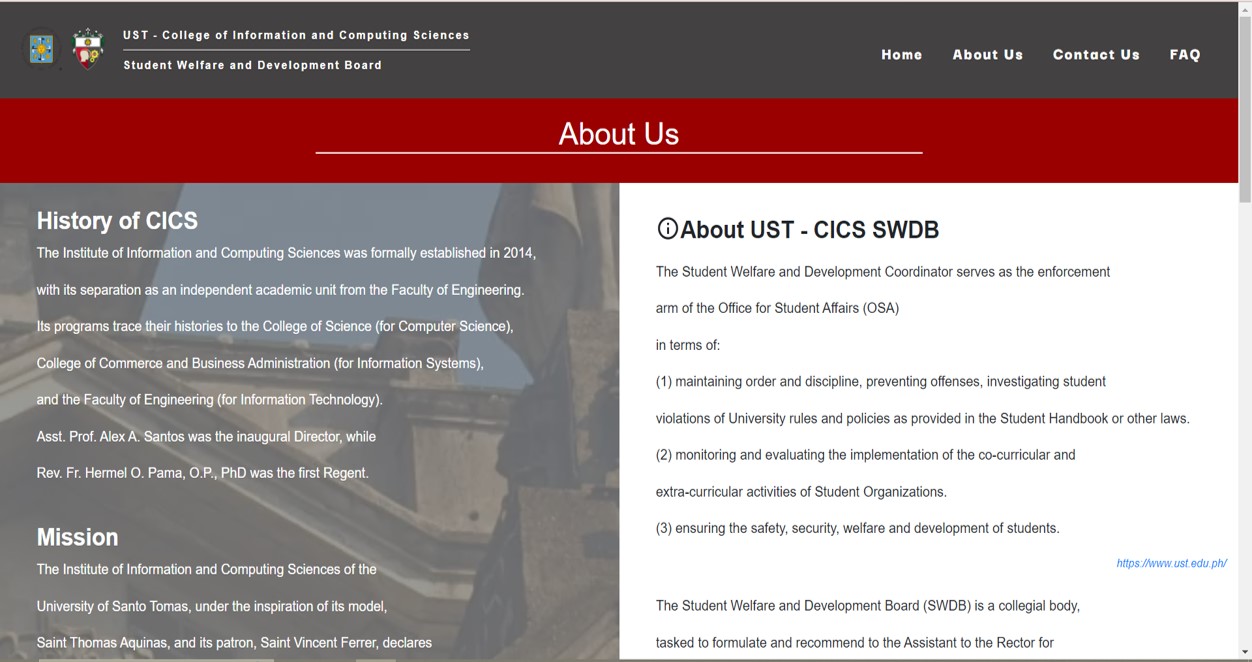 UST - College of Information and Computing Sciences
Student Welfare and Development Board
Home About Us Contact Us FAQ
About Us
History of CICS
The Institute of Information and Computing Sciences was formally established in 2014,
with its separation as an independent academic unit from the Faculty of Engineering.
Its programs trace their histories to the College of Science (for Computer Science),
College of Commerce and Business Administration (for Information Systems),
and the Faculty of Engineering (for Information Technology).
Asst. Prof. Alex A. Santos was the inaugural Director, while
Rev. Fr. Hermel O. Pama, O.P., PhD was the first Regent.
Mission
The Institute of Information and Computing Sciences of the
University of Santo Tomas, under the inspiration of its model,
Saint Thomas Aquinas, and its patron, Saint Vincent Ferrer, declares
About UST - CICS SWDB
The Student Welfare and Development Coordinator serves as the enforcement
arm of the Office for Student Affairs (OSA)
in terms of:
(1) maintaining order and discipline, preventing offenses, investigating student
violations of University rules and policies as provided in the Student Handbook or other laws.
(2) monitoring and evaluating the implementation of the co-curricular and
extra-curricular activities of Student Organizations.
(3) ensuring the safety, security, welfare and development of students.
https://www.ust.edu.ph/
The Student Welfare and Development Board (SWDB) is a collegial body,
tasked to formulate and recommend to the Assistant to the Rector for